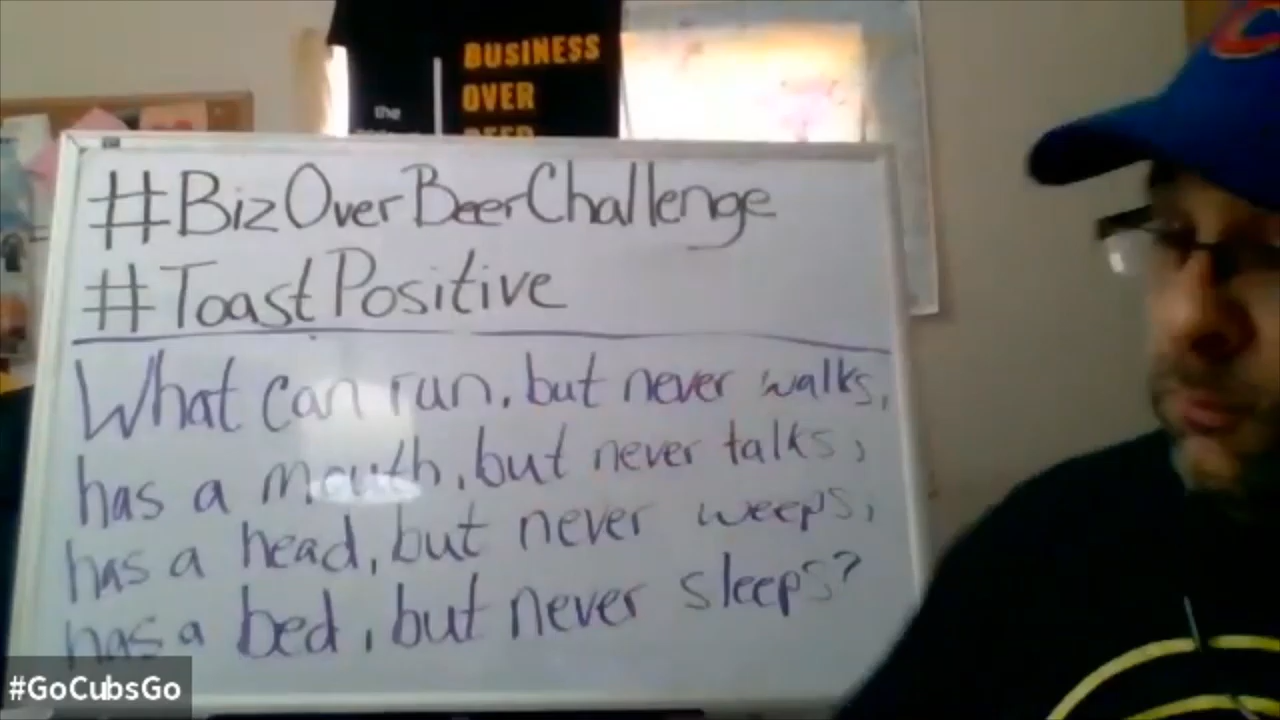 BUSINESS
OVER
the
#BizOverBeerChallenge
#ToastPositive
What can run, but never walks,
has a mouth, but never talks,
has a head, but never weeps,
has a bed, but never sleeps?
#GoCubsGo
C